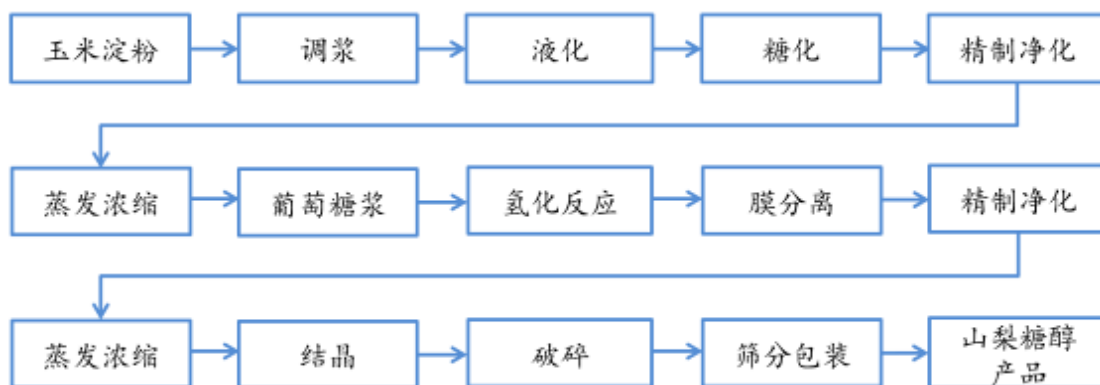 玉米淀粉
调浆
液化
糖化
精制净化
蒸发浓缩
葡萄糖浆
氢化反应
膜分离
精制净化
蒸发浓缩
结晶
破碎
筛分包装
山梨糖醇
产品